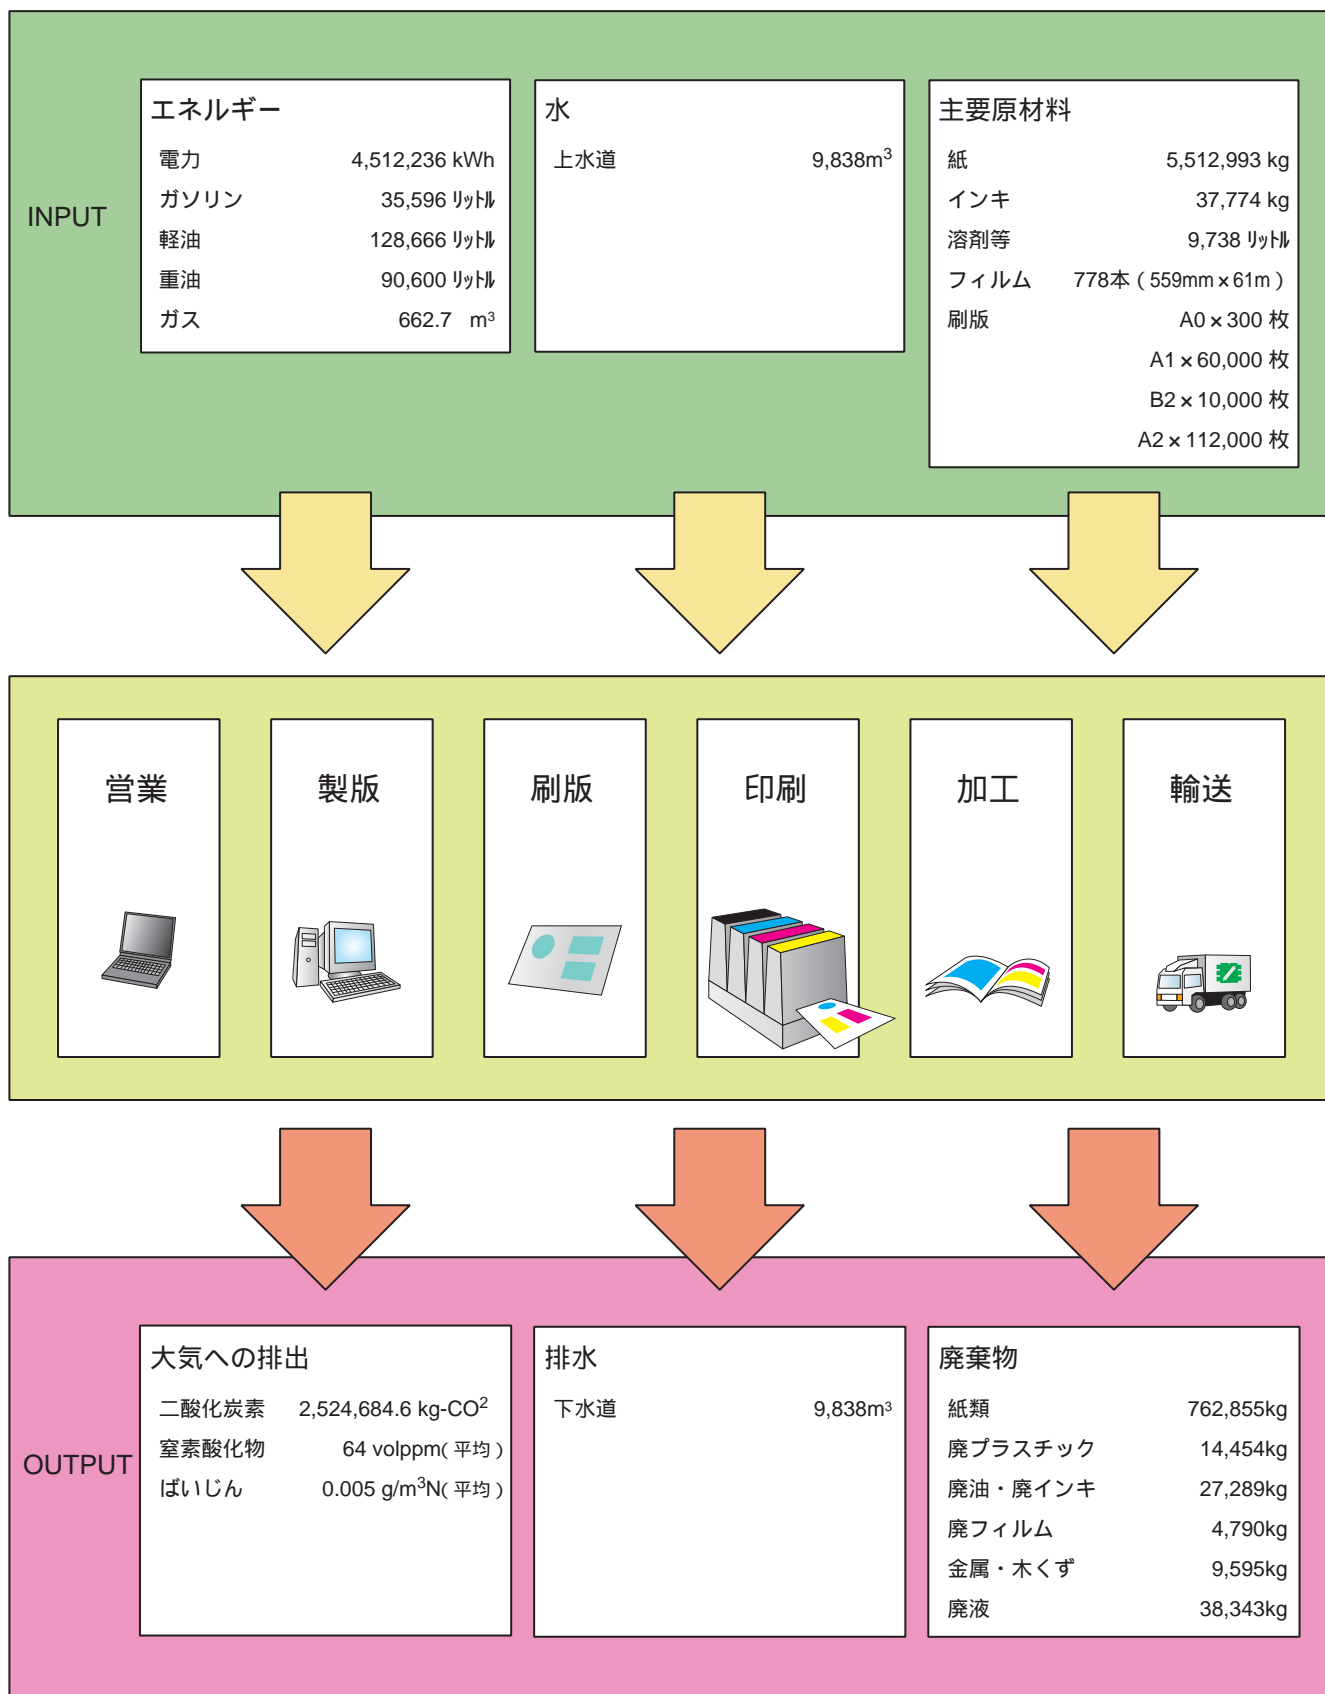 INPUT
エネルギー
電力 4,512,236 kWh
ガソリン 35,596 リットル
軽油 128,666 リットル
重油 90,600 リットル
ガス 662.7 m³
水
上水道 9,838m³
主要原材料
紙 5,512,993 kg
インキ 37,774 kg
溶剤等 9,738 リットル
フィルム 778本（559mm×61m）
刷版 A0×300 枚
A1×60,000 枚
B2×10,000 枚
A2×112,000 枚
営業
製版
刷版
印刷
加工
輸送
OUTPUT
大気への排出
二酸化炭素 2,524,684.6 kg-CO²
窒素酸化物 64 volppm（平均）
ばいじん 0.005 g/m³N（平均）
排水
下水道 9,838m³
廃棄物
紙類 762,855kg
廃プラスチック 14,454kg
廃油・廃インキ 27,289kg
廃フィルム 4,790kg
金属・木くず 9,595kg
廃液 38,343kg